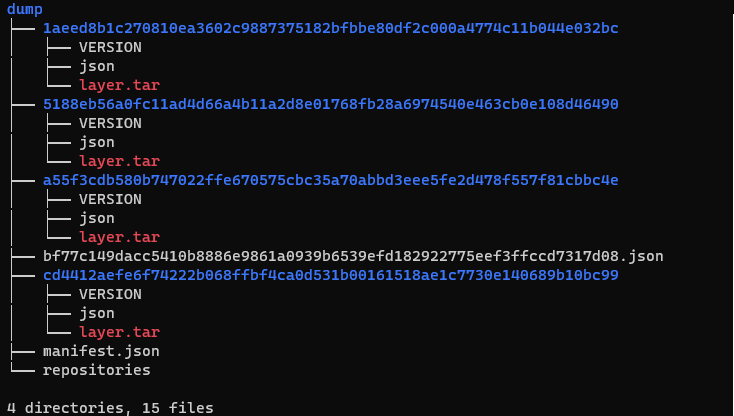 dump
├── 1aeed8b1c270810ea3602c9887375182bfbbe80df2c000a4774c11b044e032bc
│   ├── VERSION
│   ├── json
│   └── layer.tar
├── 5188eb56a0fc11ad4d66a4b11a2d8e01768fb28a6974540e463cb0e108d46490
│   ├── VERSION
│   ├── json
│   └── layer.tar
├── a55f3cdb580b747022ffe670575cbc35a70abbd3eee5fe2d478f557f81cbbc4e
│   ├── VERSION
│   ├── json
│   └── layer.tar
├── bf77c149dacc5410b8886e9861a0939b6539efd182922775eef3ffccd7317d08.json
├── cd4412aefe6f74222b068ffbf4ca0d531b00161518ae1c7730e140689b10bc99
│   ├── VERSION
│   ├── json
│   └── layer.tar
├── manifest.json
└── repositories

4 directories, 15 files